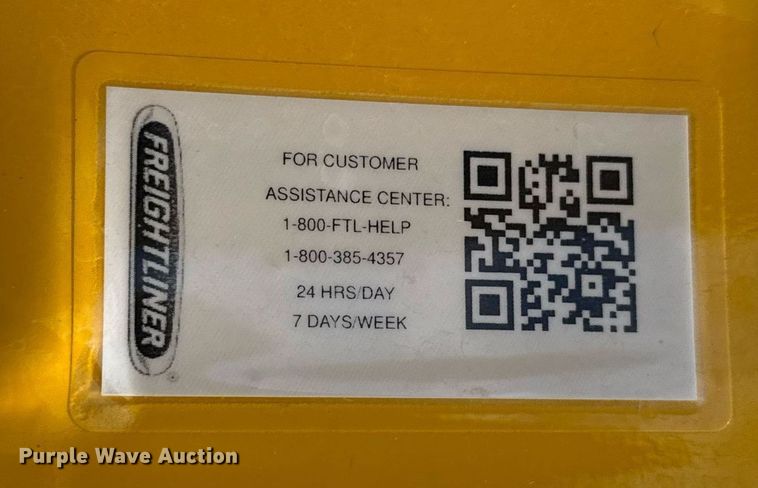 FREIGHTLINER
FOR CUSTOMER
ASSISTANCE CENTER:
1-800-FTL-HELP
1-800-385-4357
24 HRS/DAY
7 DAYS/WEEK
Purple Wave Auction